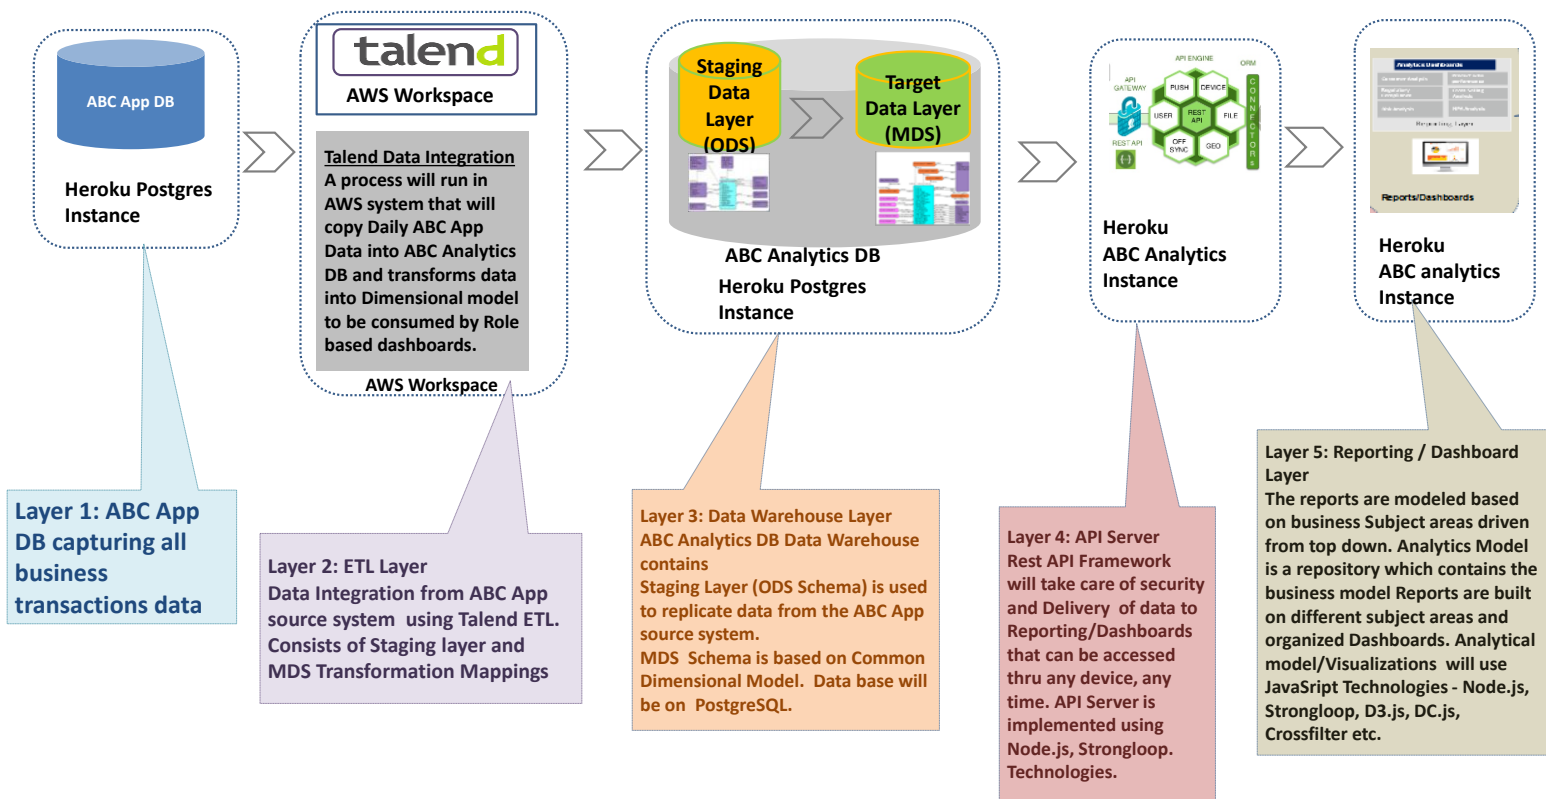 ABC App DB
Heroku Postgres
Instance
talend
AWS Workspace
Talend Data Integration
A process will run in
AWS system that will
copy Daily ABC App
Data into ABC Analytics
DB and transforms data
into Dimensional model
to be consumed by Role
based dashboards.
AWS Workspace
Staging
Data
Layer
(ODS)
Target
Data Layer
(MDS)
ABC Analytics DB
Heroku Postgres
Instance
API ENGINE
ORM
API
GATEWAY
PUSH
DEVICE
USER
REST
API
FILE
OFF
SYNC
GEO
REST API
CONNECTORS
Heroku
ABC Analytics
Instance
Analytics Dashboards
Reporting Layer
Reports/Dashboards
Heroku
ABC analytics
Instance
Layer 1: ABC App
DB capturing all
business
transactions data
Layer 2: ETL Layer
Data Integration from ABC App
source system using Talend ETL.
Consists of Staging layer and
MDS Transformation Mappings
Layer 3: Data Warehouse Layer
ABC Analytics DB Data Warehouse
contains
Staging Layer (ODS Schema) is used
to replicate data from the ABC App
source system.
MDS Schema is based on Common
Dimensional Model. Data base will
be on PostgreSQL.
Layer 4: API Server
Rest API Framework
will take care of security
and Delivery of data to
Reporting/Dashboards
that can be accessed
thru any device, any
time. API Server is
implemented using
Node.js, Strongloop.
Technologies.
Layer 5: Reporting / Dashboard
Layer
The reports are modeled based
on business Subject areas driven
from top down. Analytics Model
is a repository which contains the
business model Reports are built
on different subject areas and
organized Dashboards. Analytical
model/Visualizations will use
JavaSript Technologies - Node.js,
Strongloop, D3.js, DC.js,
Crossfilter etc.